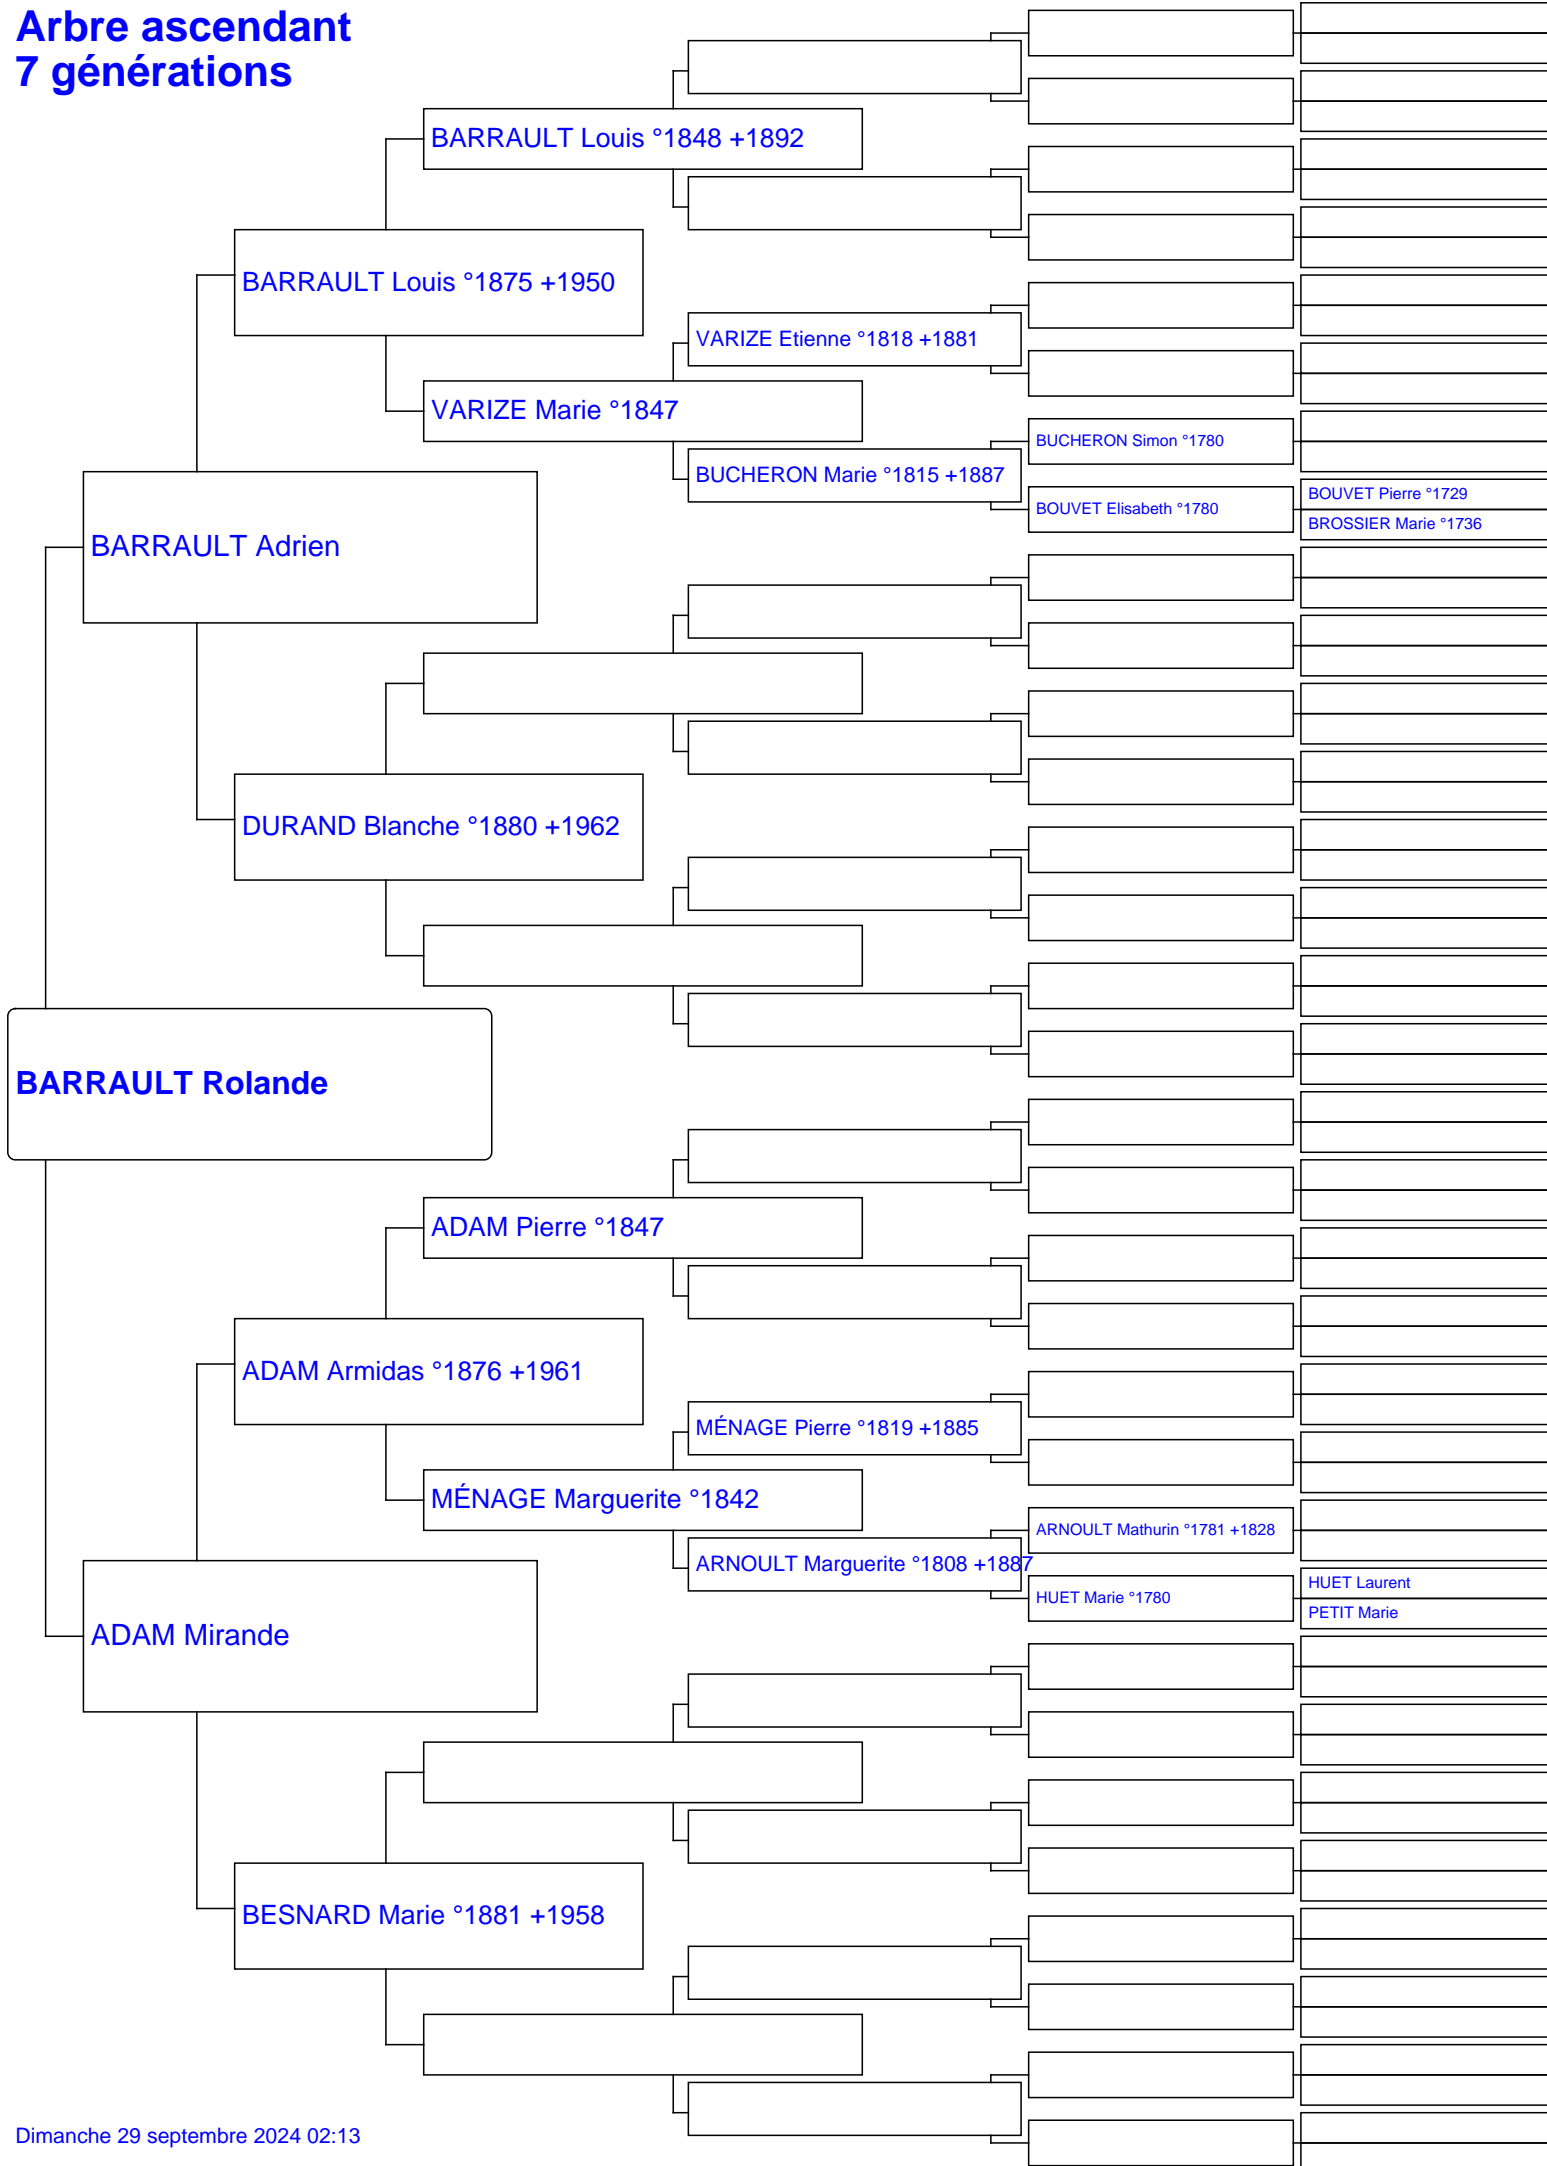 Arbre ascendant
7 générations
BARRAULT Louis °1848 +1892
BARRAULT Louis °1875 +1950
VARIZE Etienne °1818 +1881
VARIZE Marie °1847
BUCHERON Simon °1780
BUCHERON Marie °1815 +1887
BOUVET Pierre °1729
BOUVET Elisabeth °1780
BROSSIER Marie °1736
BARRAULT Adrien
DURAND Blanche °1880 +1962
BARRAULT Rolande
ADAM Pierre °1847
ADAM Armidas °1876 +1961
MÉNAGE Pierre °1819 +1885
MÉNAGE Marguerite °1842
ARNOULT Mathurin °1781 +1828
ARNOULT Marguerite °1808 +1887
HUET Laurent
HUET Marie °1780
PETIT Marie
ADAM Mirande
BESNARD Marie °1881 +1958
Dimanche 29 septembre 2024 02:13